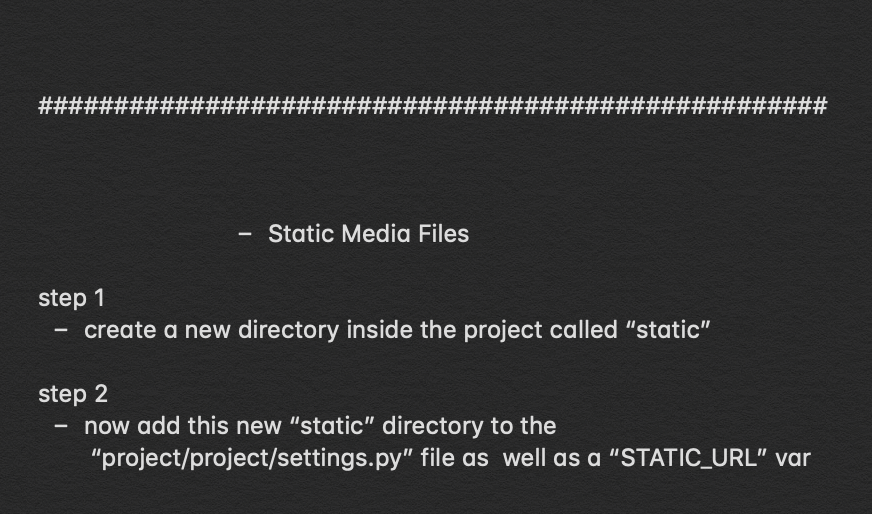 ####################################################
– Static Media Files
step 1
– create a new directory inside the project called “static”
step 2
– now add this new “static” directory to the
“project/project/settings.py” file as  well as a “STATIC_URL” var